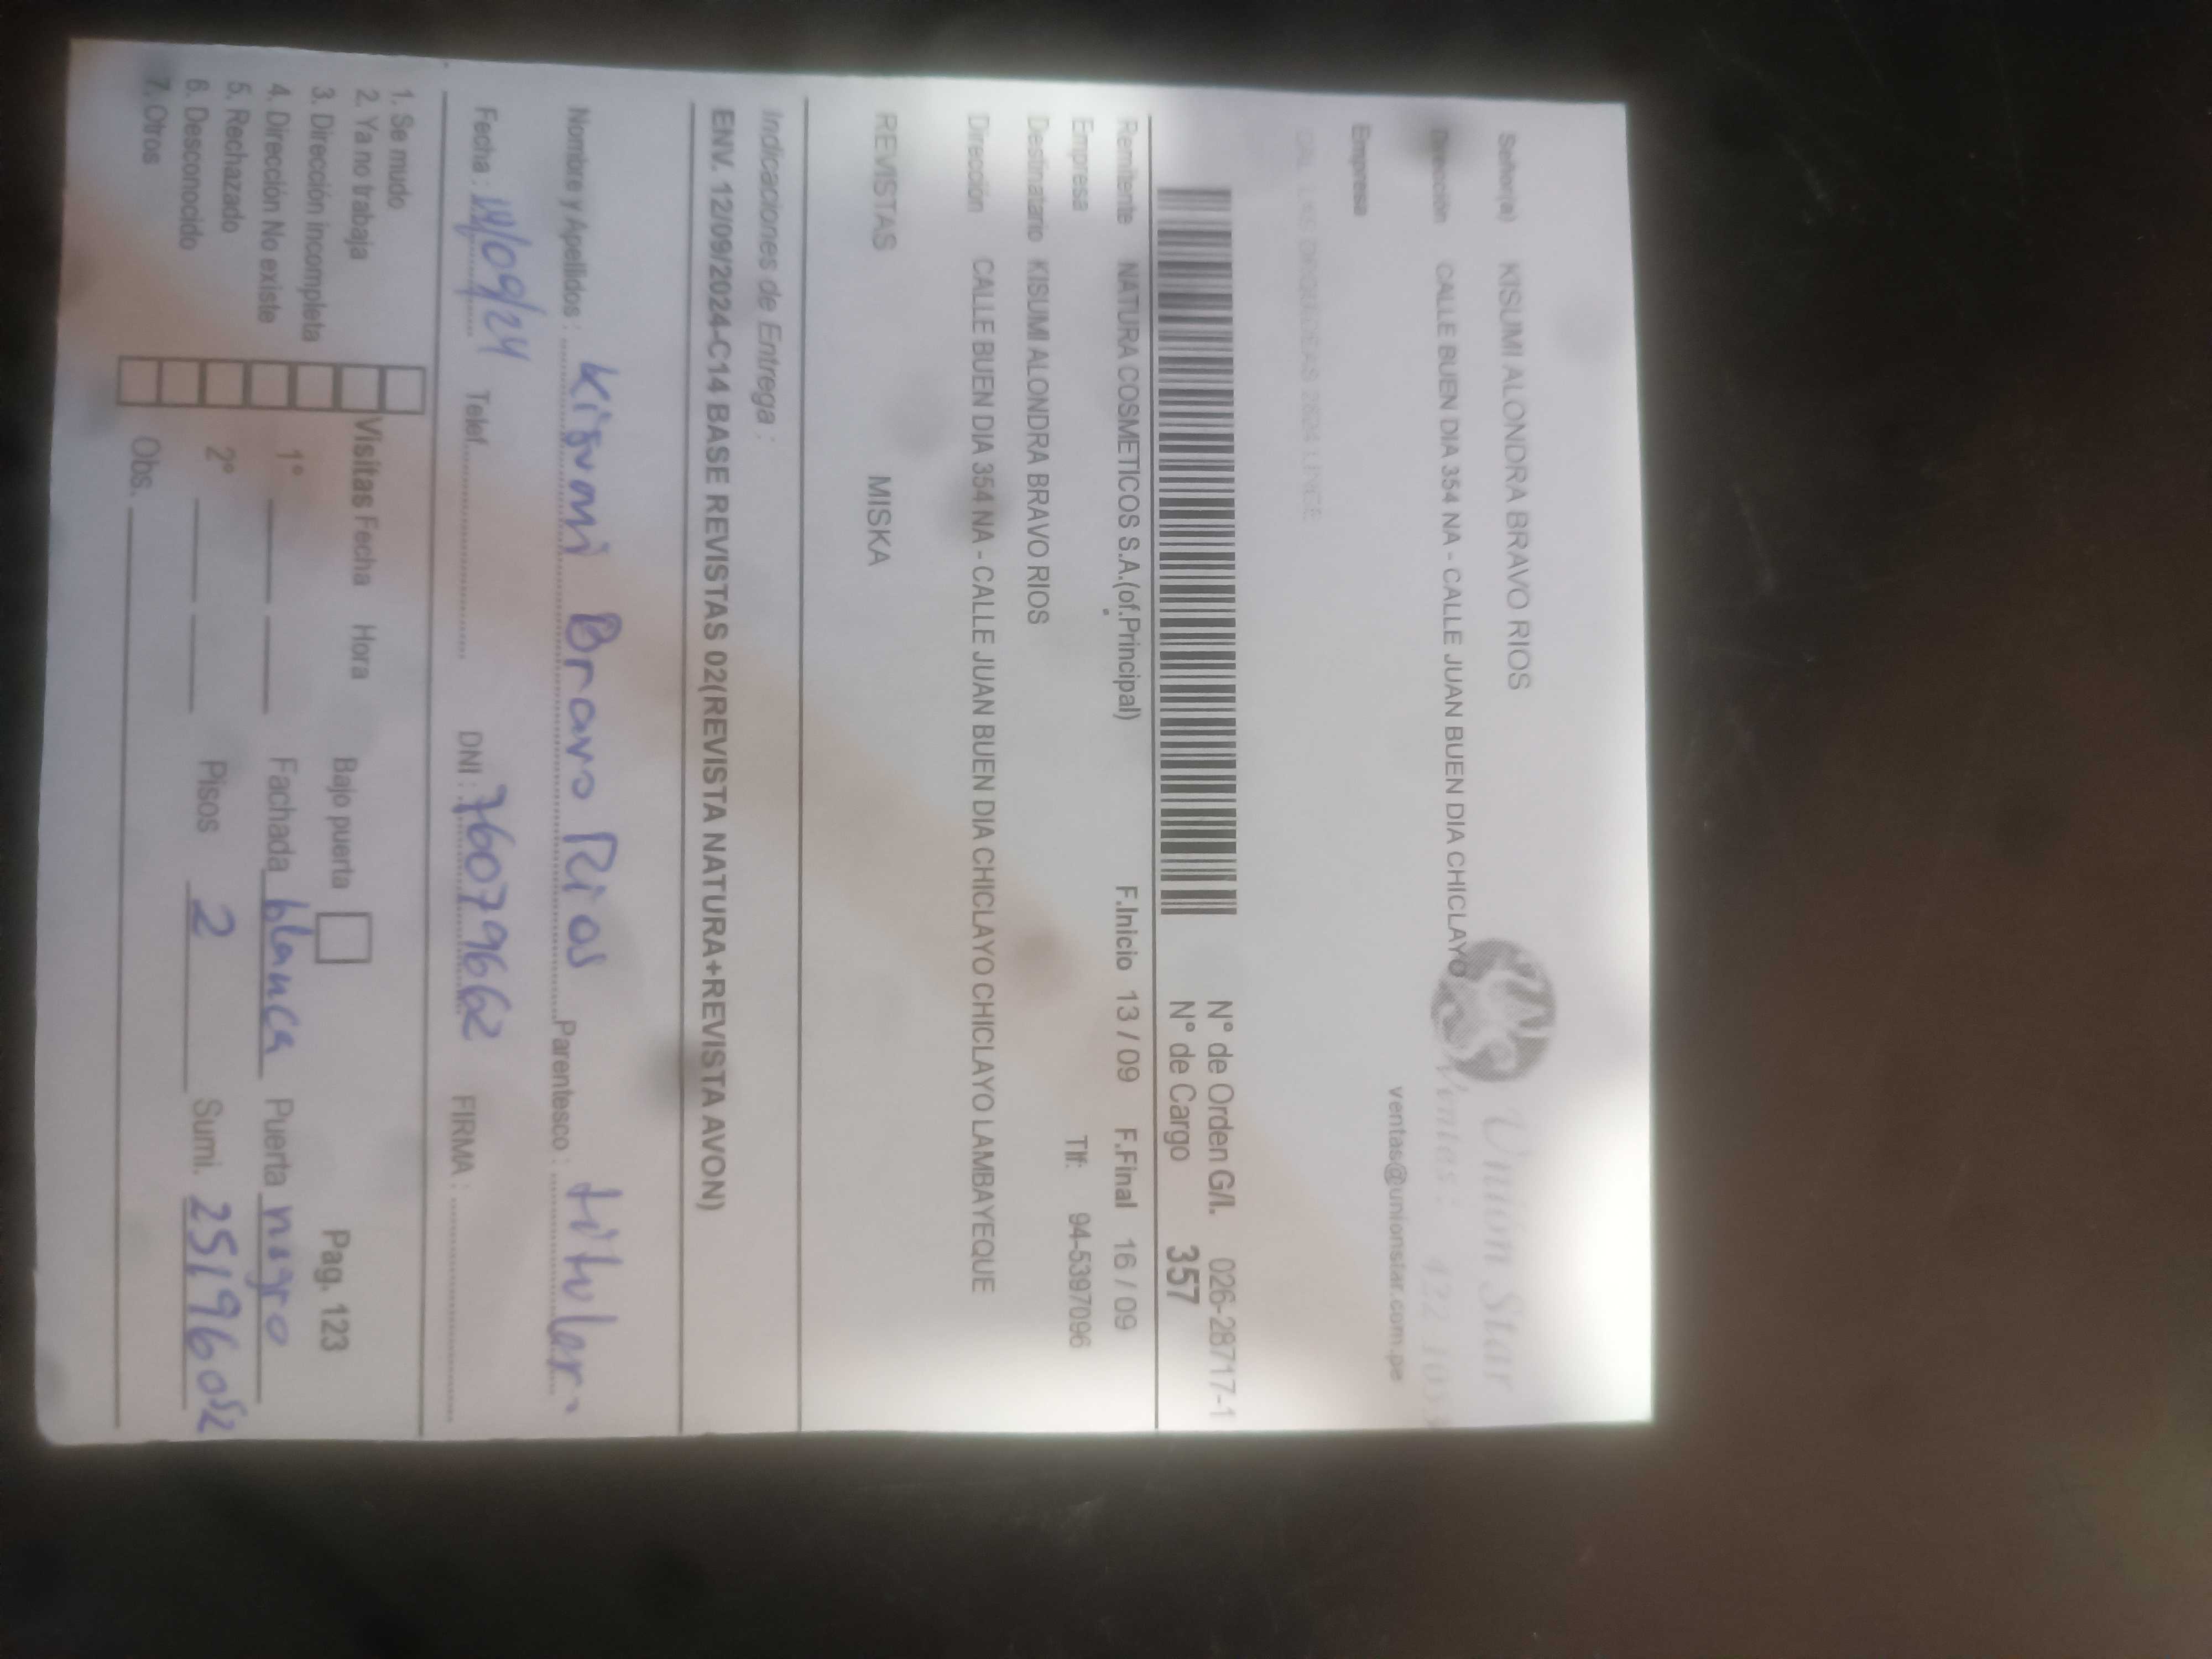 Señor(a) KISUMI ALONDRA BRAVO RIOS
Union Star
Dirección CALLE BUEN DIA 354 NA - CALLE JUAN BUEN DIA CHICLAYO
Ventas : 422
ventas@unionstar.com.pe
Empresa
N° de Orden G/I. 026-28717-1
N° de Cargo 357
Remitente NATURA COSMETICOS S.A.(of.Principal) F.Inicio 13 / 09 F.Final 16 / 09
Empresa Tlf: 94-5397096
Destinatario KISUMI ALONDRA BRAVO RIOS
Dirección CALLE BUEN DIA 354 NA - CALLE JUAN BUEN DIA CHICLAYO CHICLAYO LAMBAYEQUE
REVISTAS MISKA
Indicaciones de Entrega :
ENV. 12/09/2024-C14 BASE REVISTAS 02(REVISTA NATURA+REVISTA AVON)
Nombre y Apellidos : Kisumi Bravo Rios Parentesco : titular
Fecha : 14/09/24 Telef. DNI : 76079662 FIRMA :
1. Se mudo
2. Ya no trabaja Visitas Fecha Hora Bajo puerta Pag. 123
3. Dirección incompleta
4. Dirección No existe 1° Fachada blanca Puerta negro
5. Rechazado 2° Pisos 2 Sumi. 25196052
6. Desconocido
7. Otros Obs.